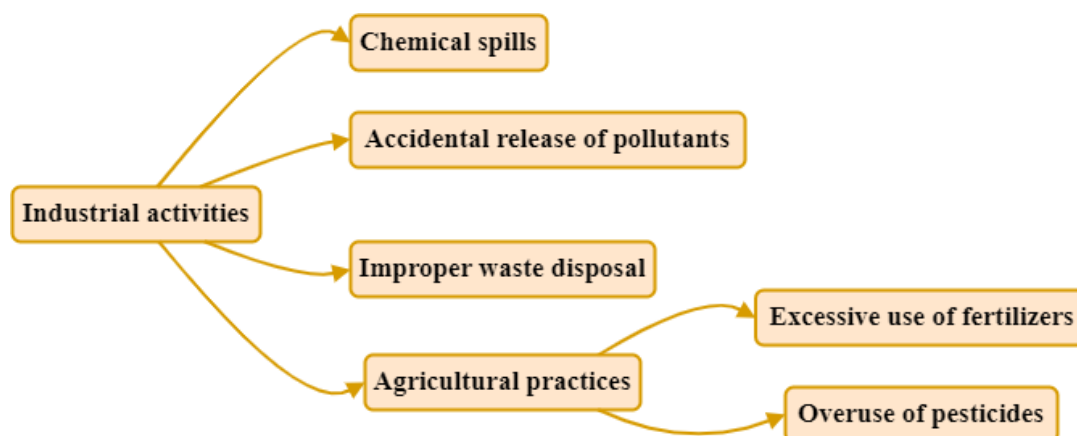 Chemical spills
Accidental release of pollutants
Industrial activities
Improper waste disposal
Excessive use of fertilizers
Agricultural practices
Overuse of pesticides